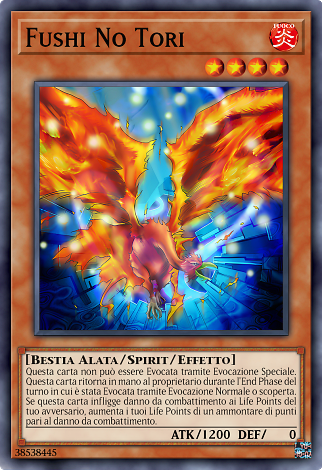 Fushi No Tori
FUOCO
炎
[Bestia Alata/Spirit/Effetto]
Questa carta non può essere Evocata tramite Evocazione Speciale.
Questa carta ritorna in mano al proprietario durante l'End Phase del
turno in cui è stata Evocata tramite Evocazione Normale o scoperta.
Se questa carta infligge danno da combattimento ai Life Points del
tuo avversario, aumenta i tuoi Life Points di un ammontare di punti
pari al danno da combattimento.
ATK/1200 DEF/ 0
38538445